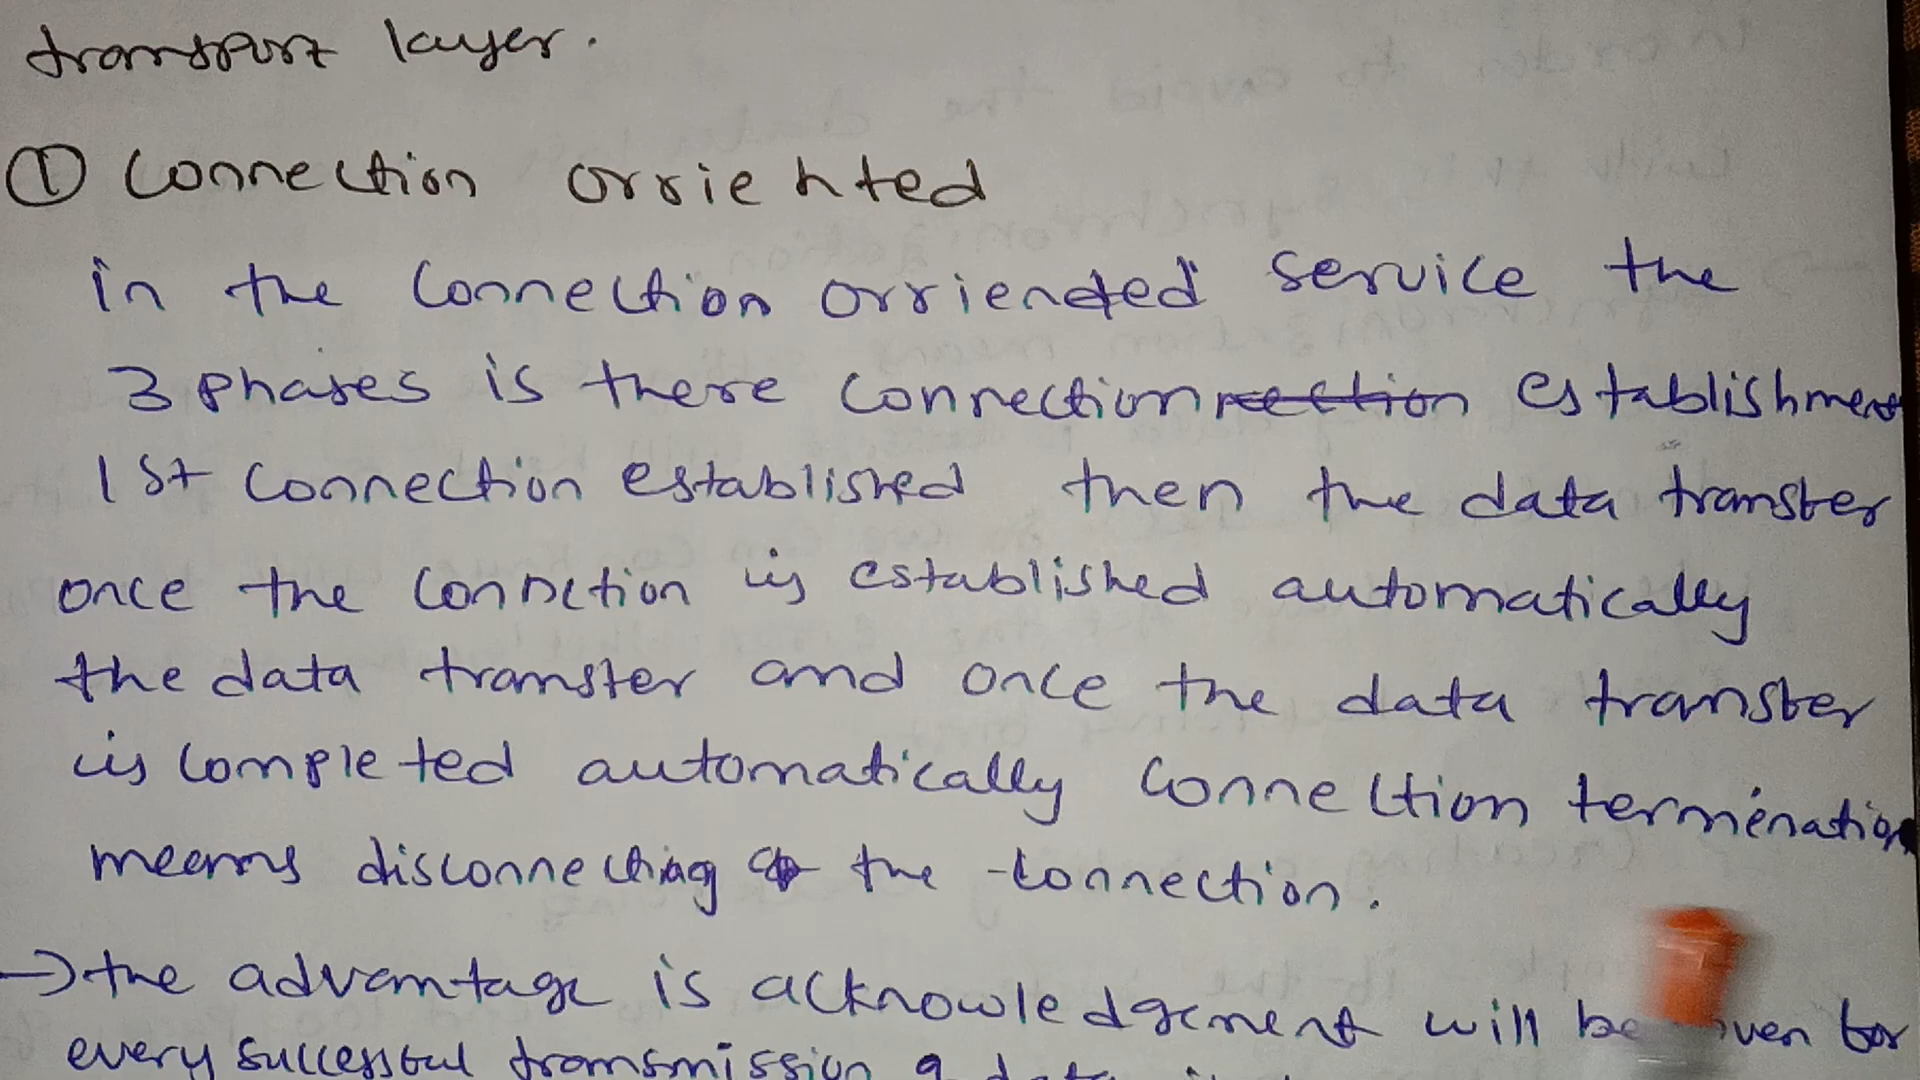 transport layer.
① Connection orriented
in the Connection orriended service the
3 phases is there connection establishment
1st Connection established then the data transfer
once the connction is established automatically
the data transfer and once the data transfer
is completed automatically Connection termination
means disconnecting the connection.
→ the advantage is acknowledgement will be for
every successful transmission